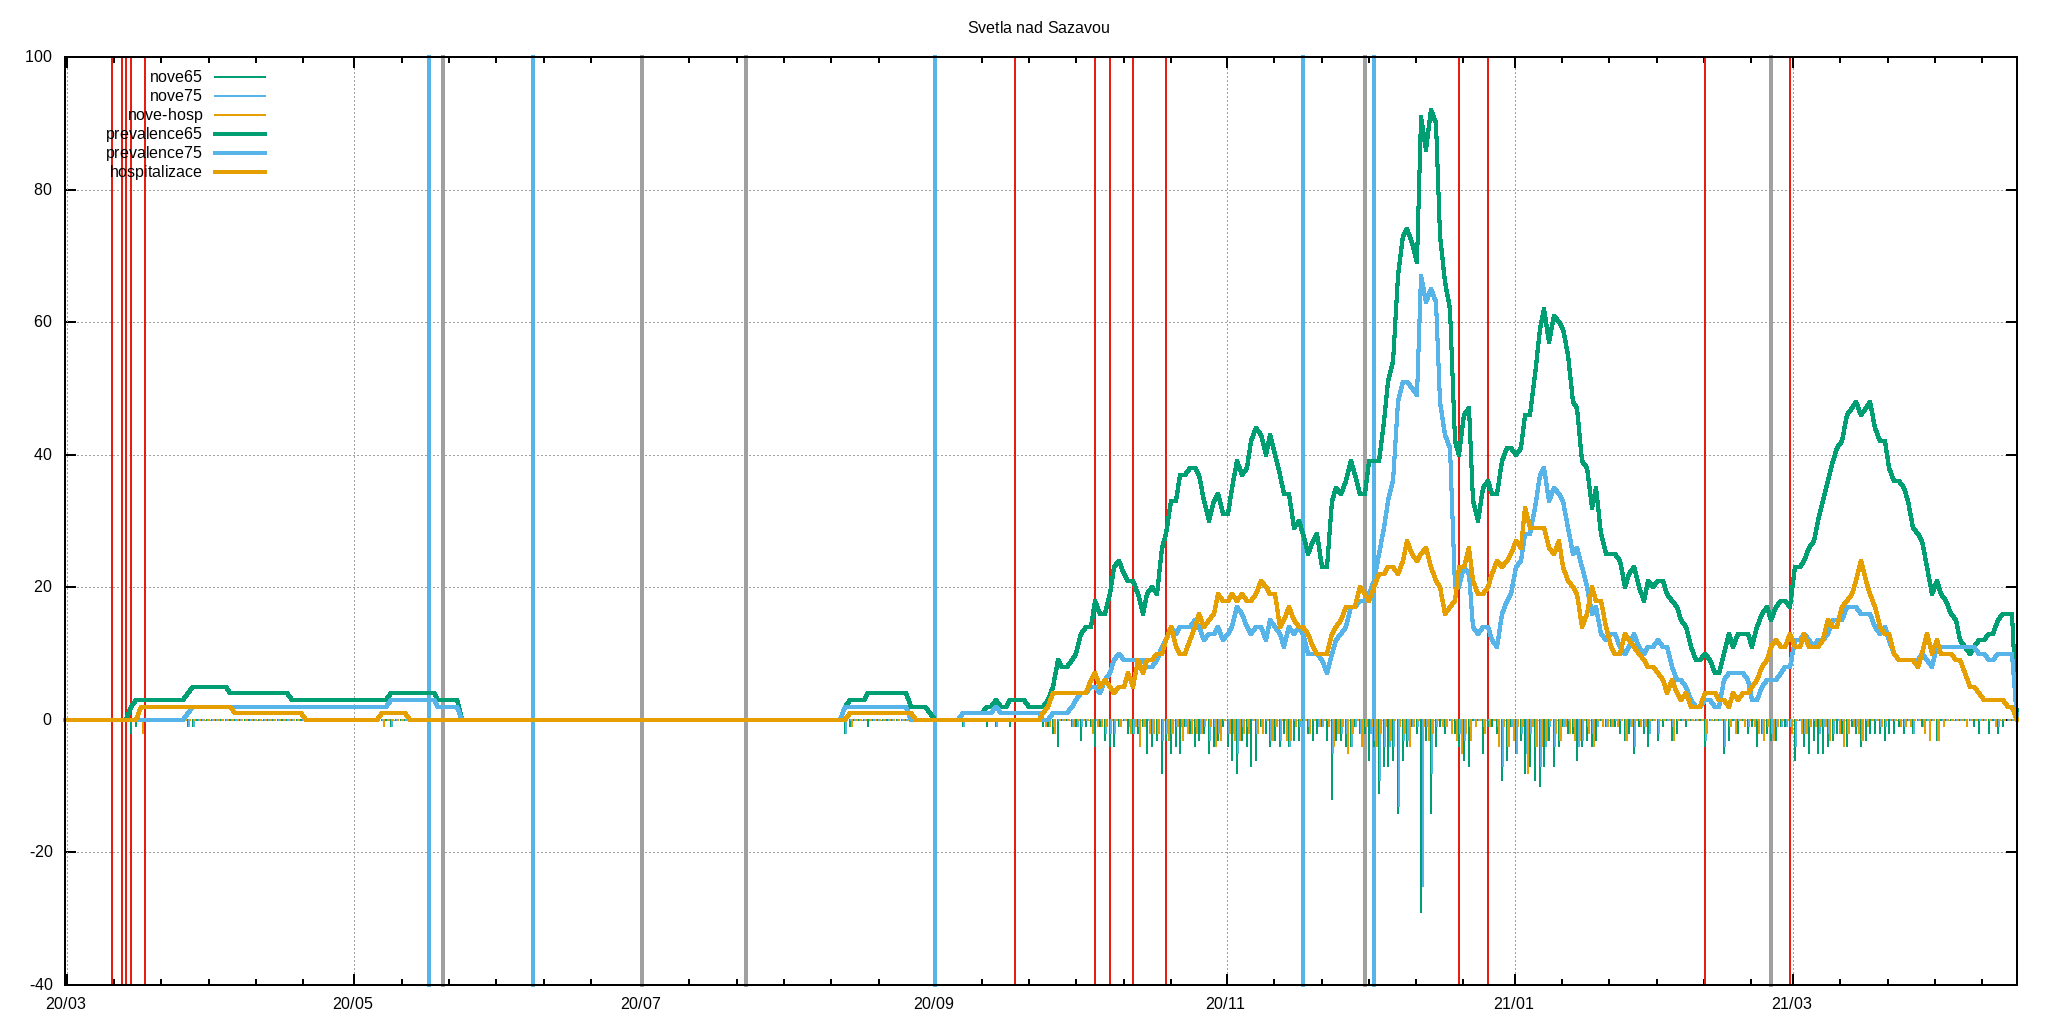 Svetla nad Sazavou
100
80
60
40
20
0
-20
-40
nove65
nove75
nove-hosp
prevalence65
prevalence75
hospitalizace
20/03 20/05 20/07 20/09 20/11 21/01 21/03